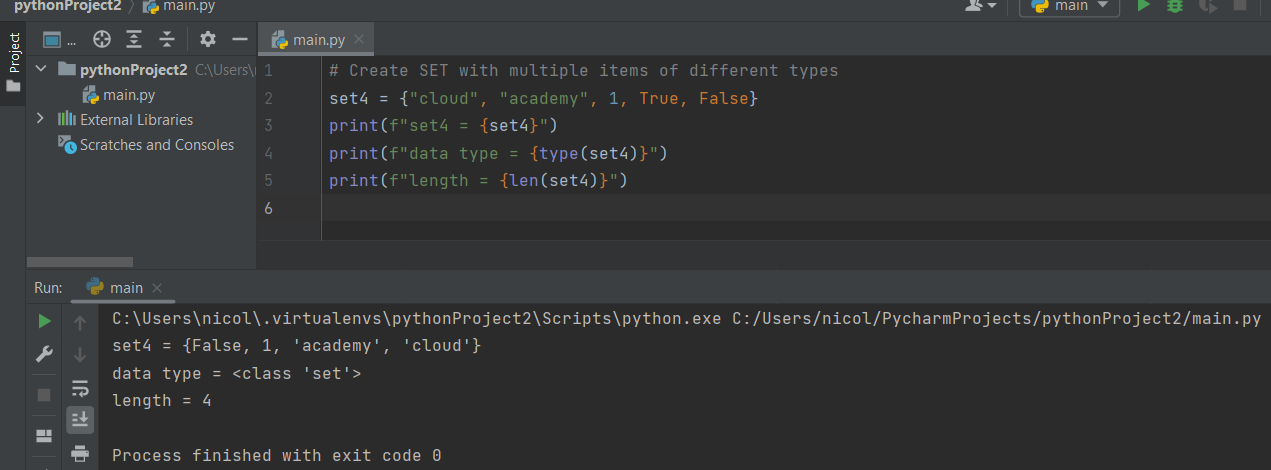 pythonProject2 main.py
main
Project
...
main.py
pythonProject2 C:\Users\
main.py
External Libraries
Scratches and Consoles
1 # Create SET with multiple items of different types
2 set4 = {"cloud", "academy", 1, True, False}
3 print(f"set4 = {set4}")
4 print(f"data type = {type(set4)}")
5 print(f"length = {len(set4)}")
6
Run: main
C:\Users\nicol\.virtualenvs\pythonProject2\Scripts\python.exe C:/Users/nicol/PycharmProjects/pythonProject2/main.py
set4 = {False, 1, 'academy', 'cloud'}
data type = <class 'set'>
length = 4
Process finished with exit code 0